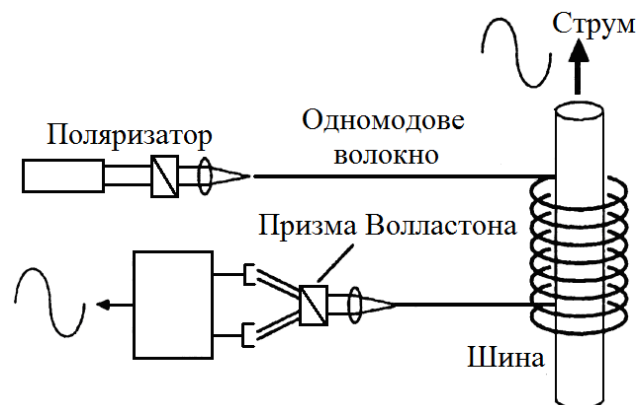 Струм
Поляризатор
Одномодове
волокно
Призма Волластона
Шина